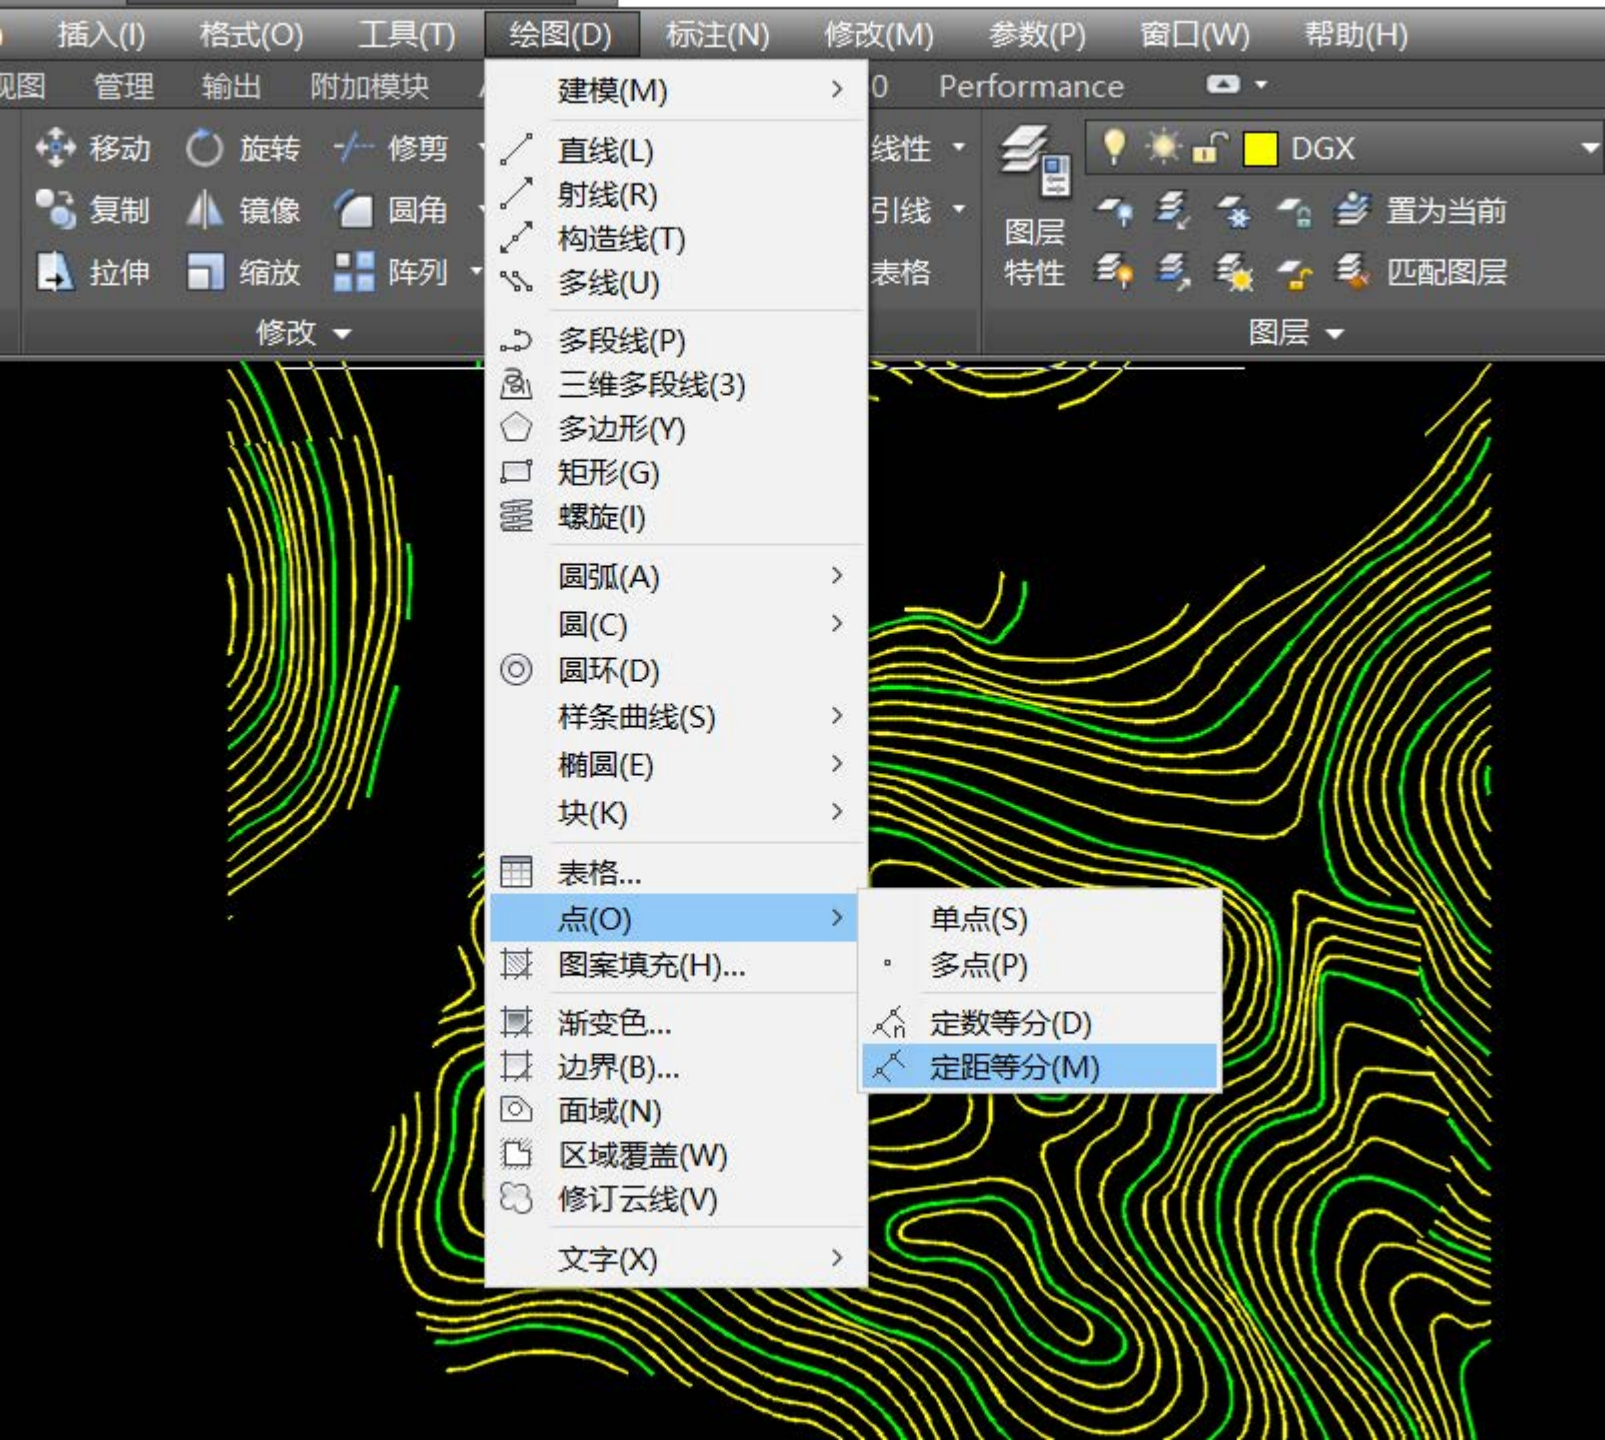 插入(I) 格式(O) 工具(T) 绘图(D) 标注(N) 修改(M) 参数(P) 窗口(W) 帮助(H)
视图 管理 输出 附加模块 Performance
移动 旋转 修剪 线性 DGX
复制 镜像 圆角 引线 置为当前
拉伸 缩放 阵列 表格 图层特性 匹配图层
修改 图层
建模(M)
直线(L)
射线(R)
构造线(T)
多线(U)
多段线(P)
三维多段线(3)
多边形(Y)
矩形(G)
螺旋(I)
圆弧(A)
圆(C)
圆环(D)
样条曲线(S)
椭圆(E)
块(K)
表格...
点(O)
图案填充(H)...
渐变色...
边界(B)...
面域(N)
区域覆盖(W)
修订云线(V)
文字(X)
单点(S)
多点(P)
定数等分(D)
定距等分(M)